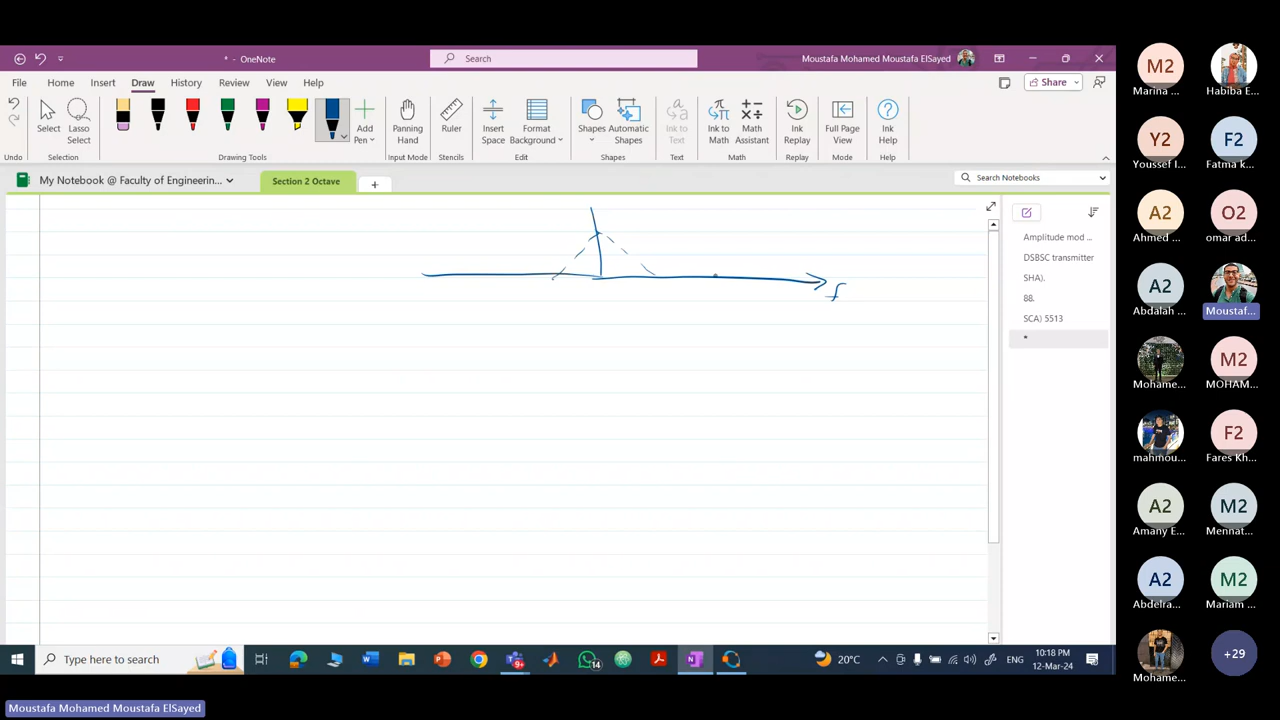 * - OneNote
Search
Moustafa Mohamed Moustafa ElSayed
File Home Insert Draw History Review View Help
Share
Undo
Select
Lasso Select
Add Pen
Panning Hand
Ruler
Insert Space
Format Background
Shapes
Automatic Shapes
Ink to Text
Ink to Math
Math Assistant
Ink Replay
Full Page View
Ink Help
Selection
Drawing Tools
Input Mode
Stencils
Edit
Shapes
Text
Math
Replay
Mode
Help
My Notebook @ Faculty of Engineerin...
Section 2 Octave
+
Search Notebooks
Amplitude mod ...
DSBSC transmitter
SHA).
88.
SCA) 5513
*
f
Type here to search
9+
14
20°C
ENG
10:18 PM
12-Mar-24
M2
Marina ...
Habiba E...
Y2
Youssef I...
F2
Fatma k...
A2
Ahmed ...
O2
omar ad...
A2
Abdalah ...
Moustaf...
Mohame...
M2
MOHAM...
mahmou...
F2
Fares Kh...
A2
Amany E...
M2
Mennat...
A2
Abdelra...
M2
Mariam ...
Mohame...
+29
Moustafa Mohamed Moustafa ElSayed